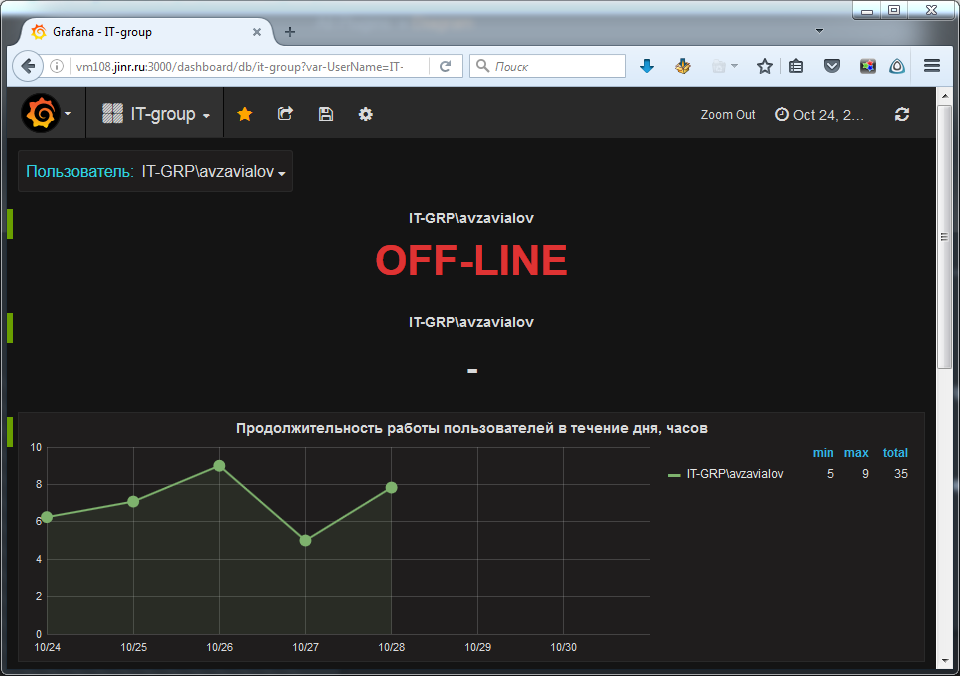 Grafana - IT-group
vm108.jinr.ru:3000/dashboard/db/it-group?var-UserName=IT-
Поиск
IT-group
Zoom Out
Oct 24, 2...
Пользователь: IT-GRP\avzavialov
IT-GRP\avzavialov
OFF-LINE
IT-GRP\avzavialov
-
Продолжительность работы пользователей в течение дня, часов
min max total
IT-GRP\avzavialov 5 9 35
10
8
6
4
2
0
10/24 10/25 10/26 10/27 10/28 10/29 10/30